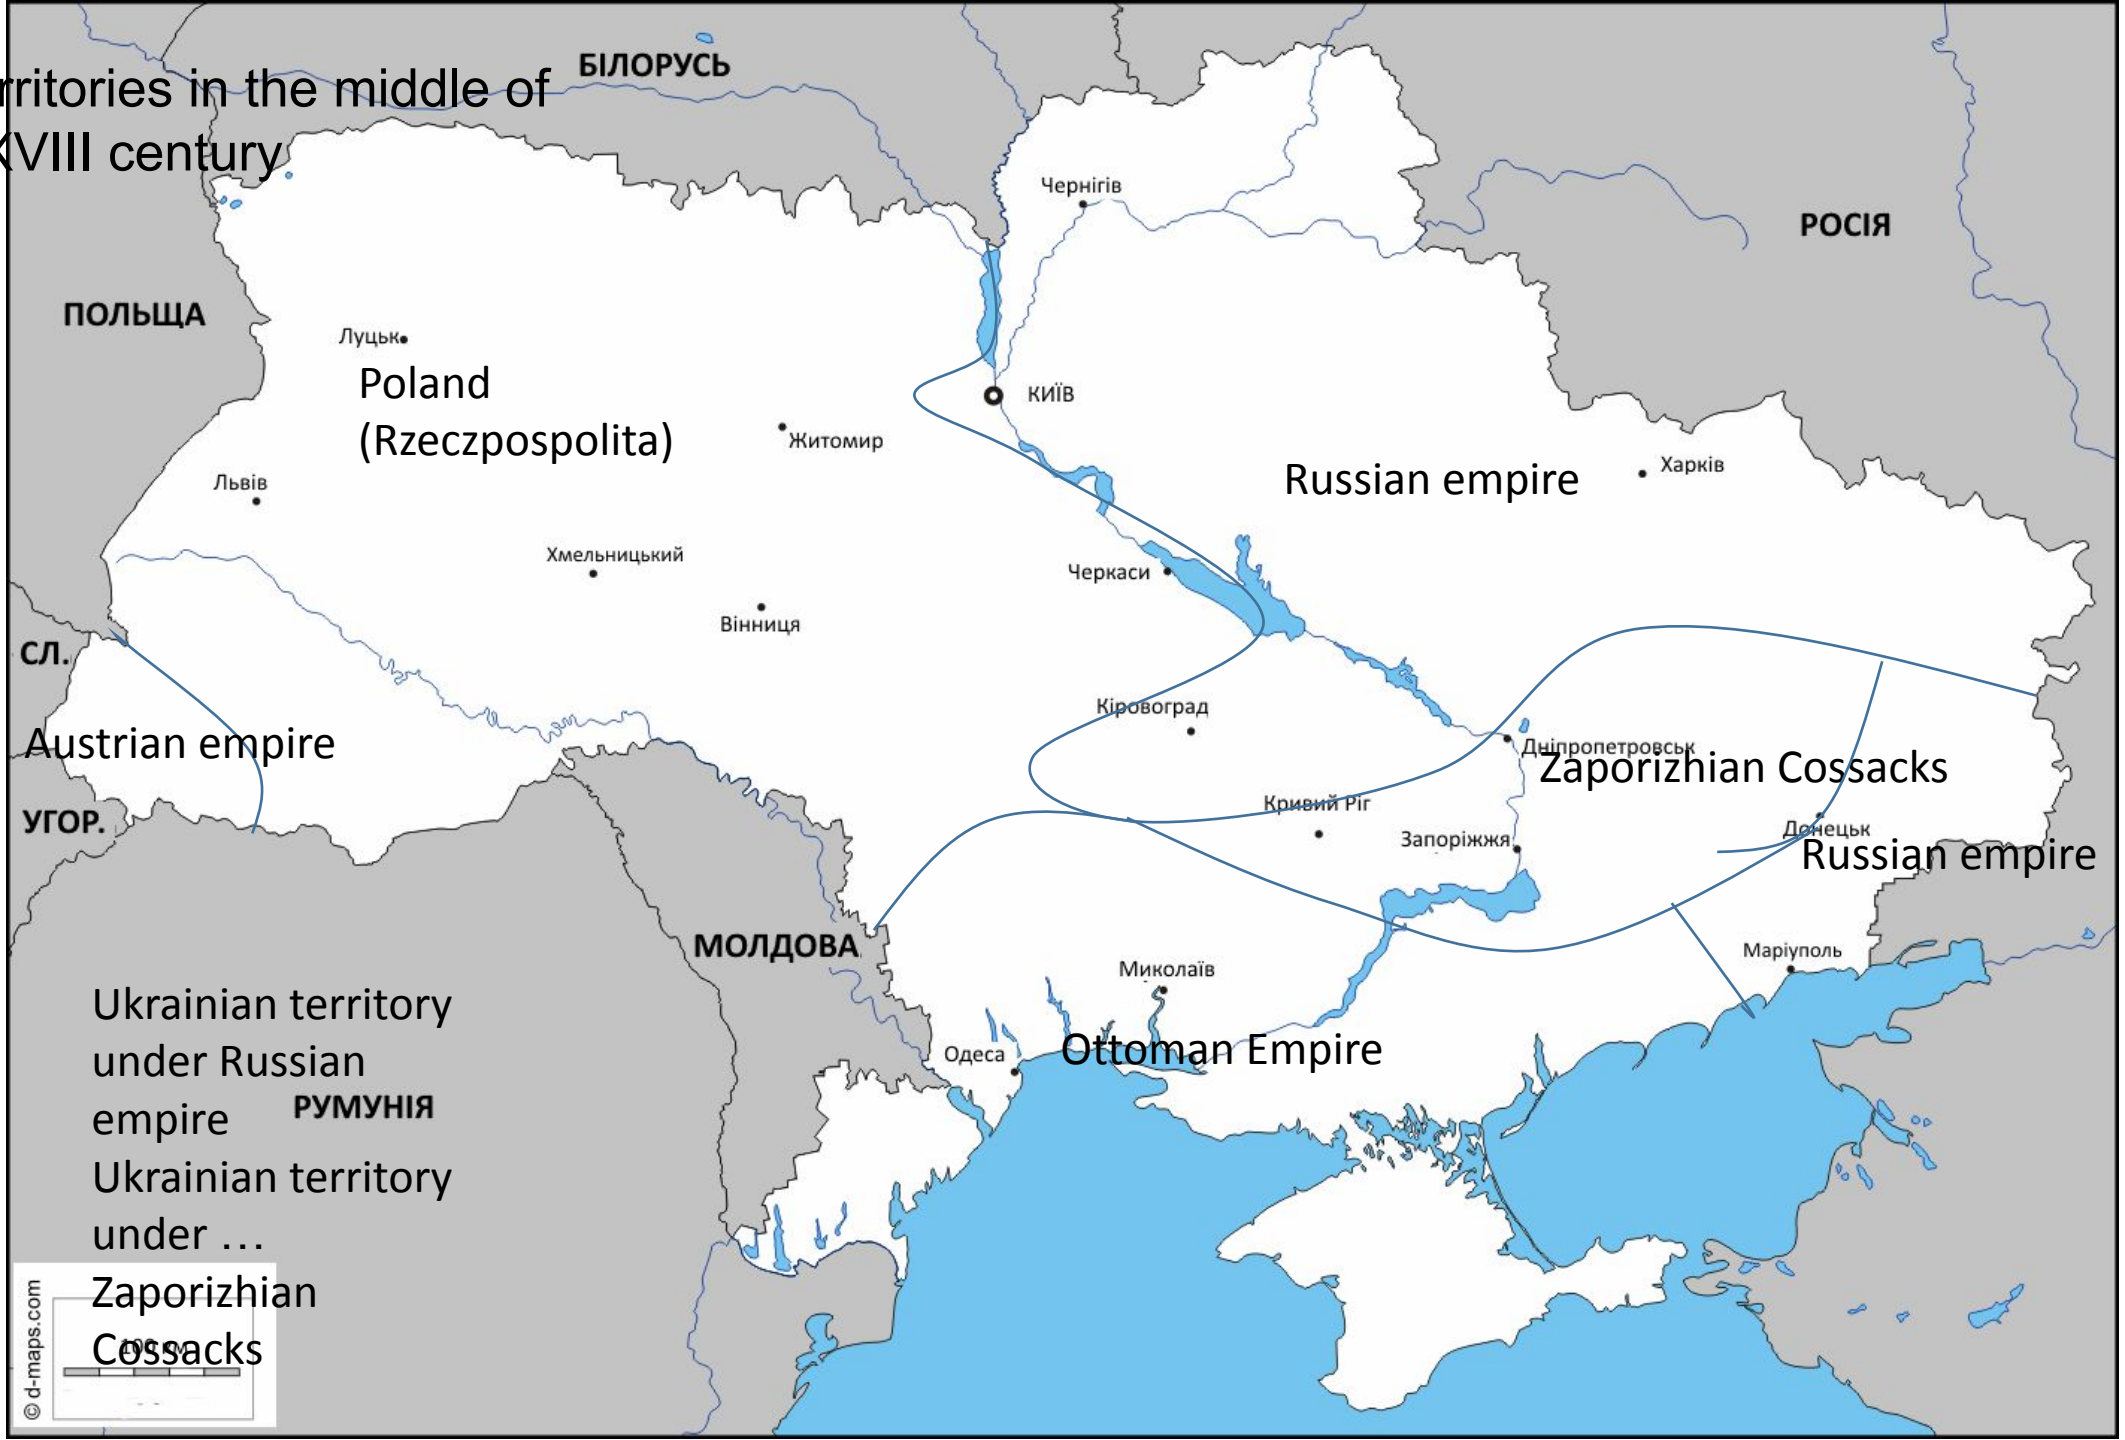 rritories in the middle of
XVIII century
БІЛОРУСЬ
Чернігів
РОСІЯ
ПОЛЬЩА
Луцьк
Poland
(Rzeczpospolita)
КИЇВ
Житомир
Russian empire
Харків
Львів
Хмельницький
Черкаси
Вінниця
СЛ.
Кіровоград
Austrian empire
Дніпропетровськ
Zaporizhian Cossacks
УГОР.
Кривий Ріг
Запоріжжя
Донецьк
Russian empire
МОЛДОВА
Миколаїв
Маріуполь
Одеса
Ottoman Empire
Ukrainian territory
under Russian
empire
РУМУНІЯ
Ukrainian territory
under …
Zaporizhian
Cossacks
100 км
© d-maps.com